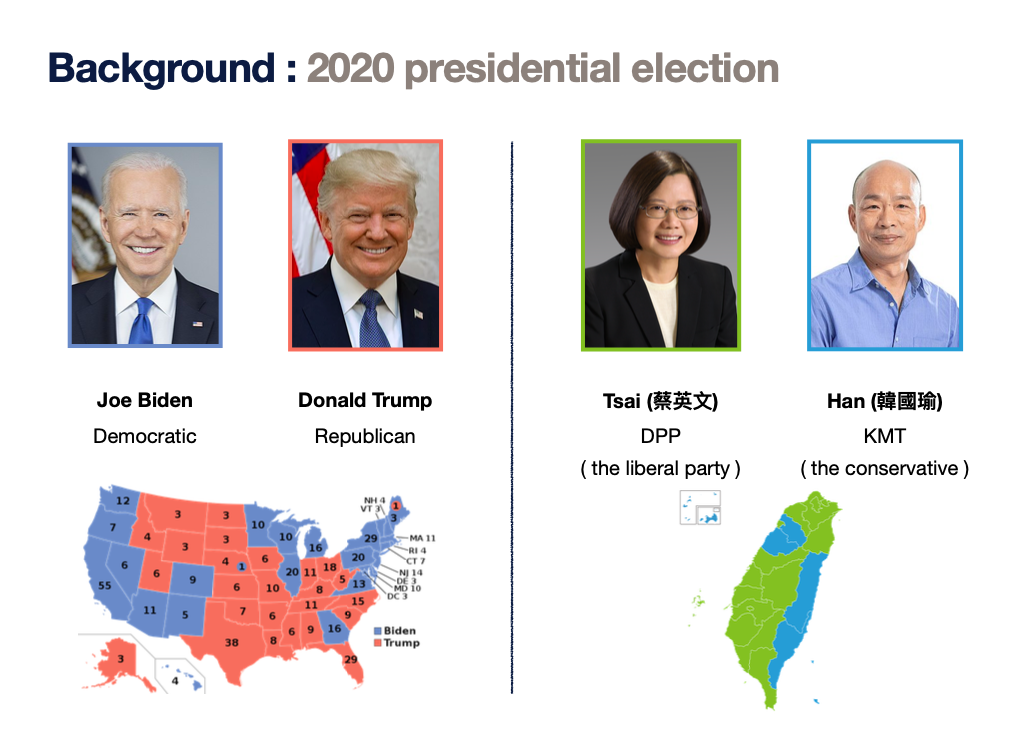 Background : 2020 presidential election
Joe Biden
Democratic
Donald Trump
Republican
Tsai (蔡英文)
DPP
( the liberal party )
Han (韓國瑜)
KMT
( the conservative )
12
7
55
6
11
4
3
3
6
9
5
3
3
4
1
6
7
38
10
6
10
6
8
10
20
16
11
18
8
11
6
9
16
29
5
13
15
9
20
29
3
1
NH 4
VT 3
MA 11
RI 4
CT 7
NJ 14
DE 3
MD 10
DC 3
Biden
Trump
3
4